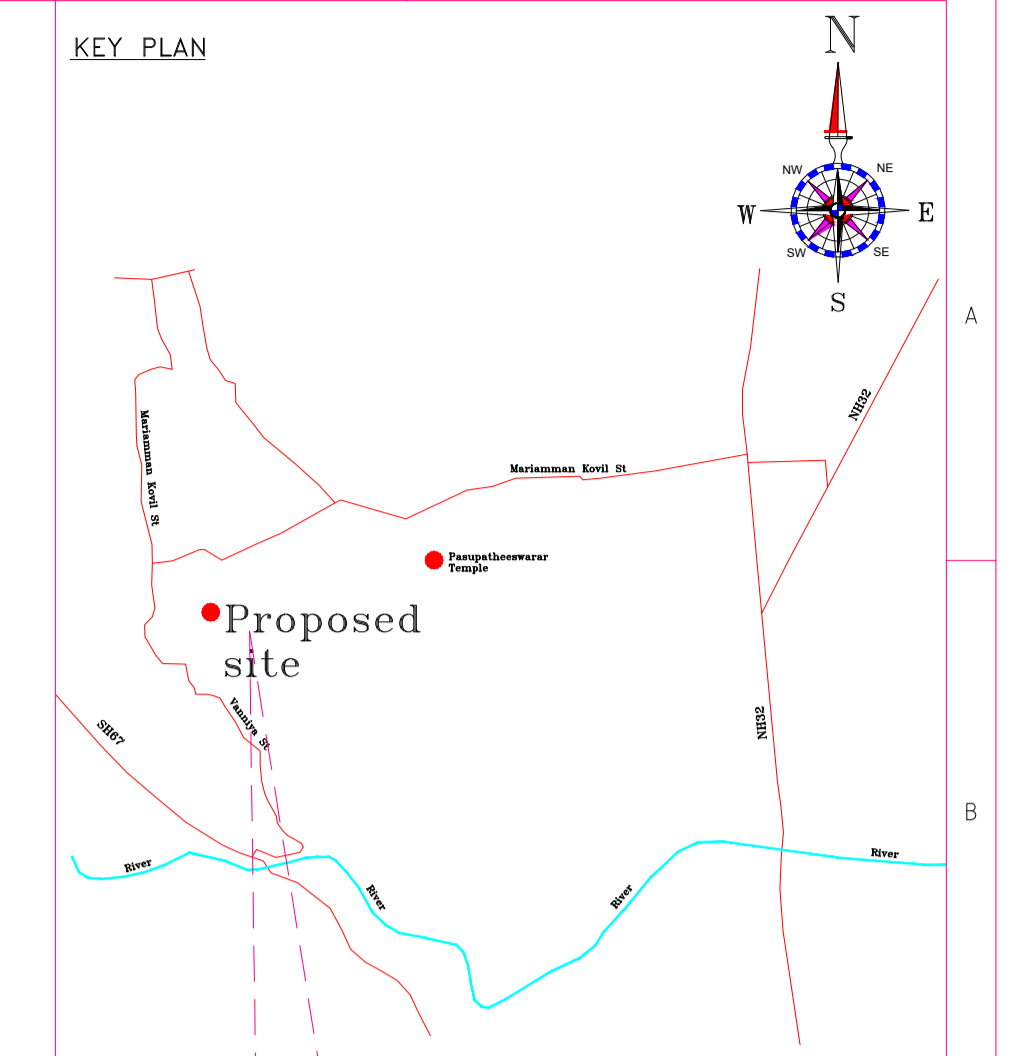 KEY PLAN
N
NW
NE
W
E
SW
SE
S
A
NH32
Mariamman Kovil St
Mariamman Kovil St
Pasupatheeswarar
Temple
Proposed
site
Vanniya St
SH67
NH32
B
River
River
River
River